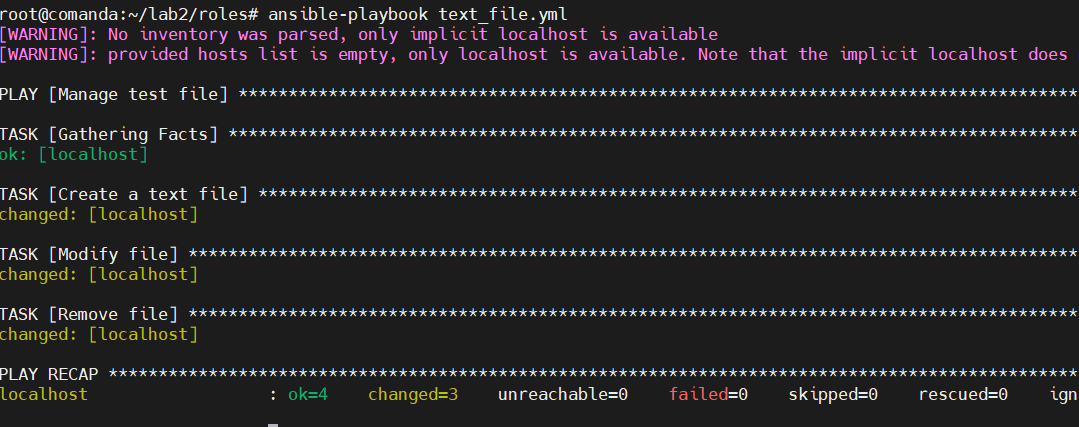 root@comanda:~/lab2/roles# ansible-playbook text_file.yml
[WARNING]: No inventory was parsed, only implicit localhost is available
[WARNING]: provided hosts list is empty, only localhost is available. Note that the implicit localhost does
PLAY [Manage test file] ************************************************************************************
TASK [Gathering Facts] *************************************************************************************
ok: [localhost]
TASK [Create a text file] **********************************************************************************
changed: [localhost]
TASK [Modify file] *****************************************************************************************
changed: [localhost]
TASK [Remove file] *****************************************************************************************
changed: [localhost]
PLAY RECAP *************************************************************************************************
localhost                  : ok=4    changed=3    unreachable=0    failed=0    skipped=0    rescued=0    ign